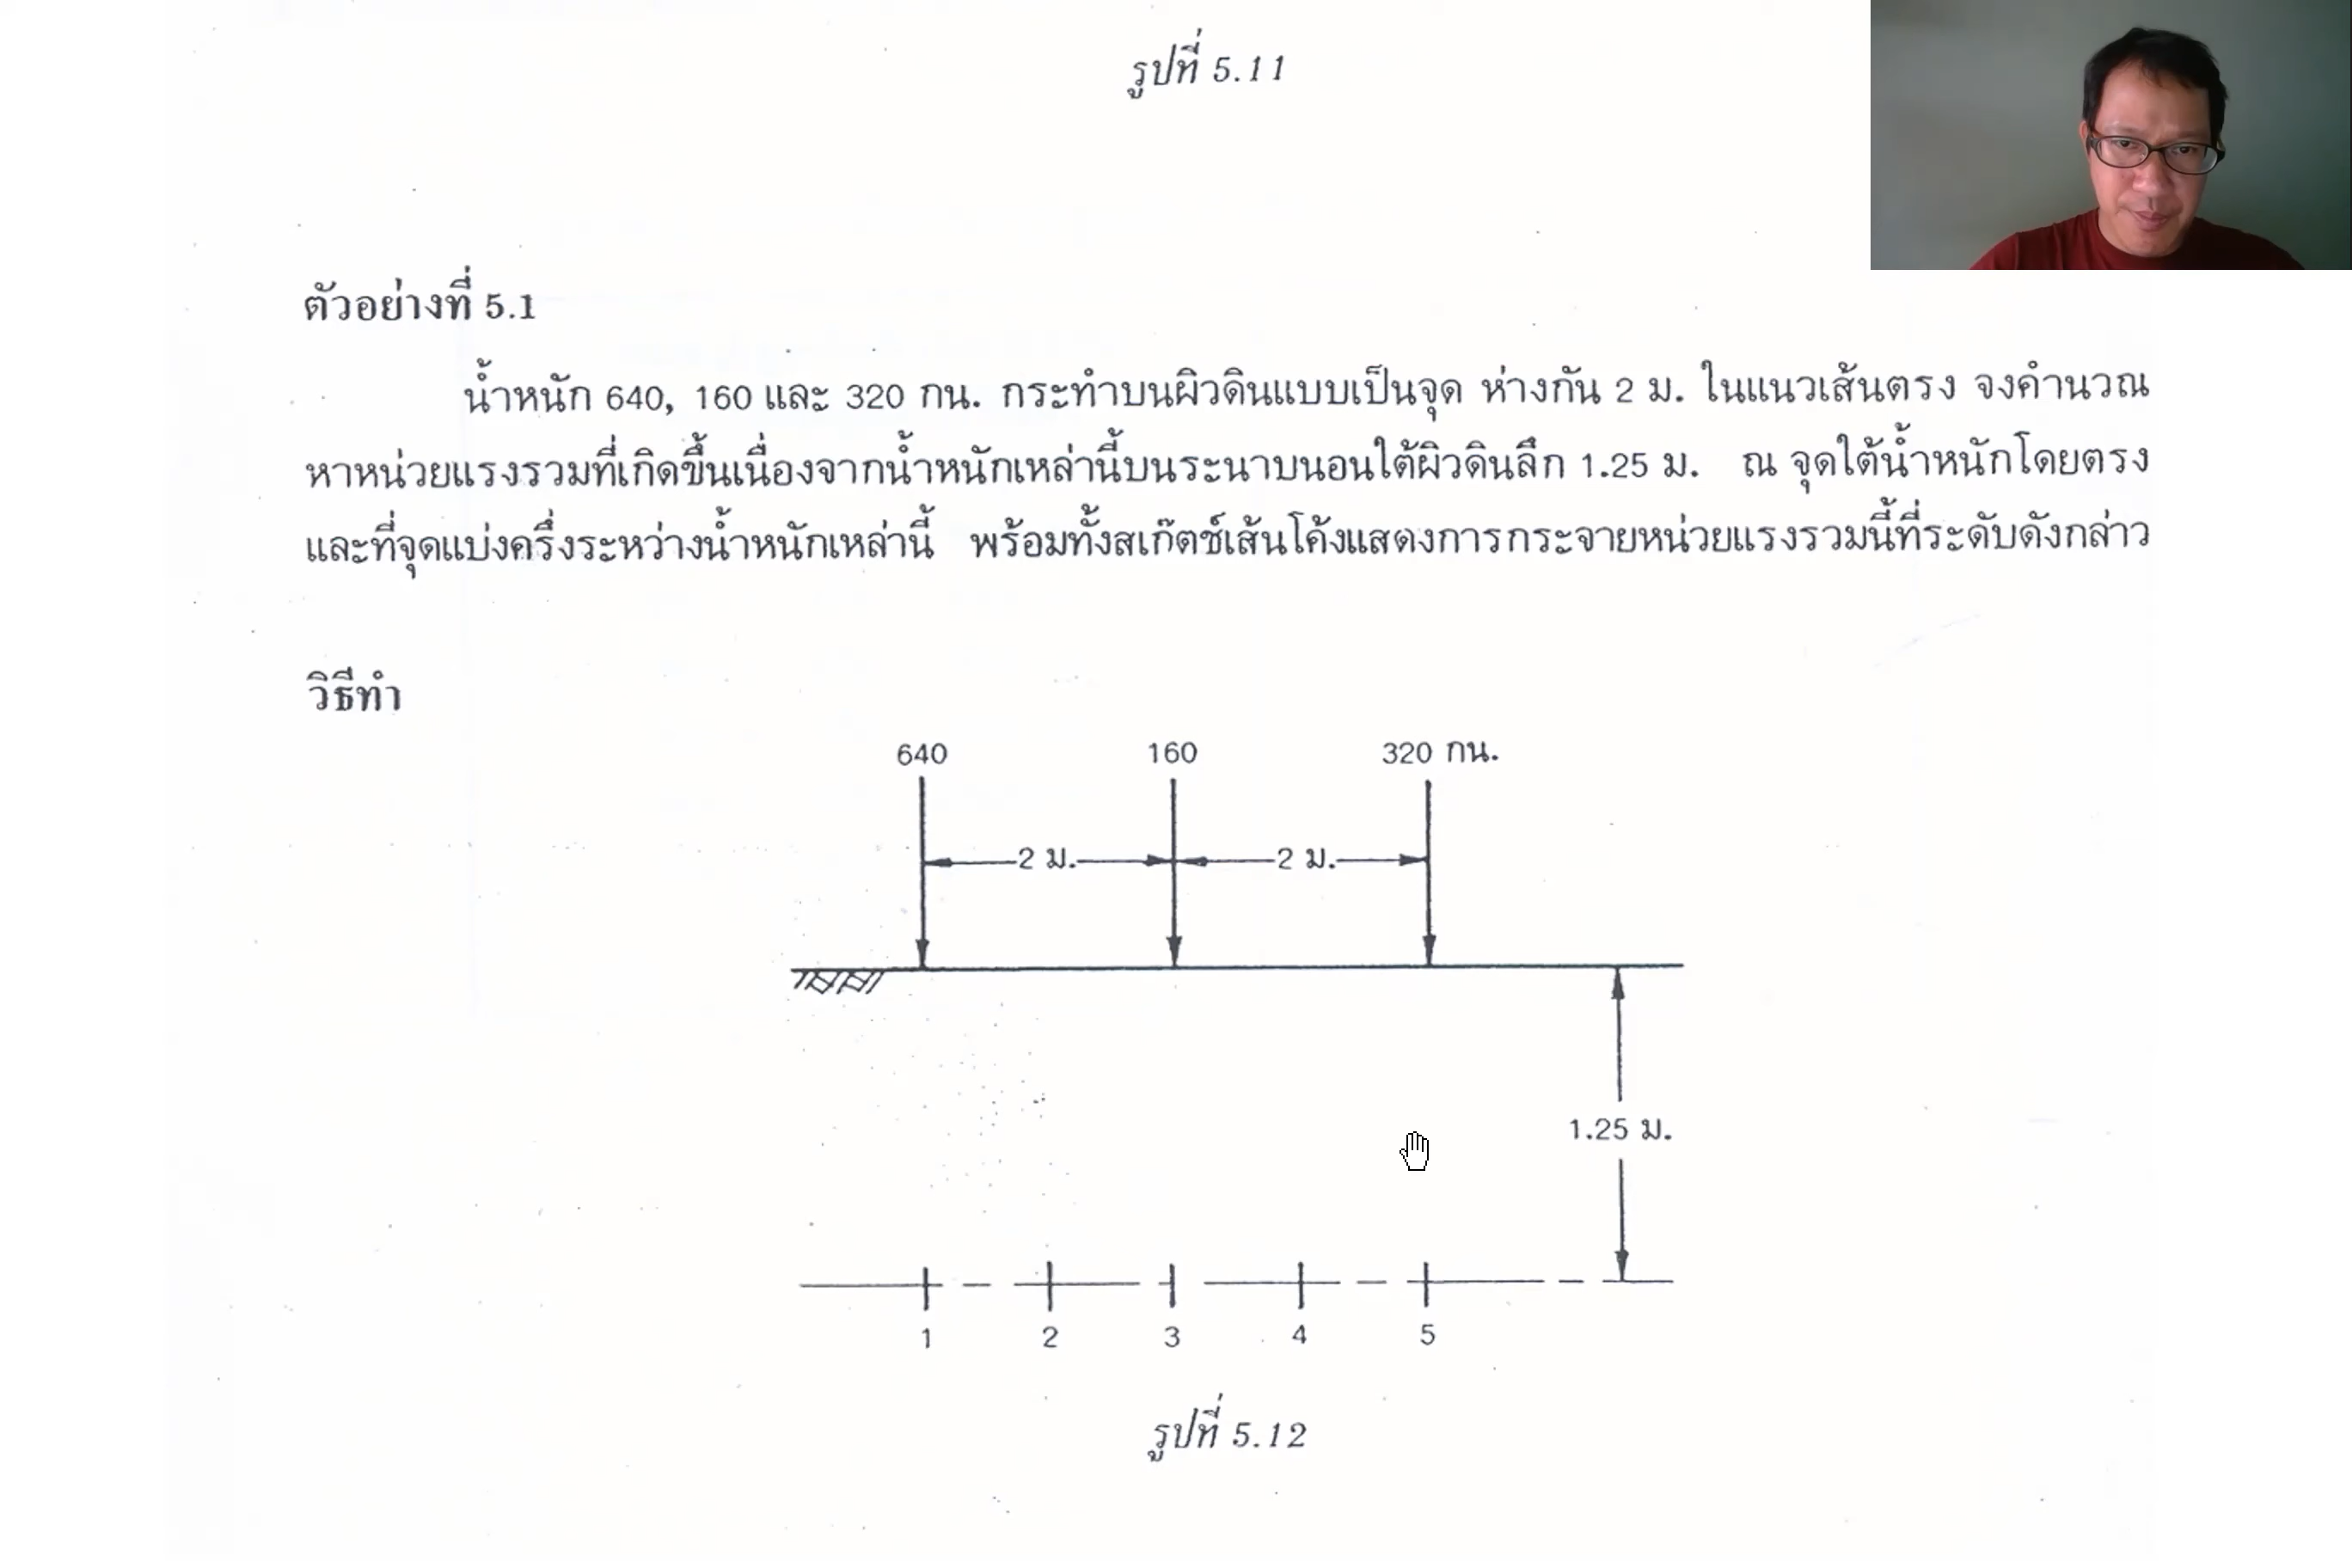 รูปที่ 5.11
ตัวอย่างที่ 5.1
น้ำหนัก 640, 160 และ 320 กน. กระทำบนผิวดินแบบเป็นจุด ห่างกัน 2 ม. ในแนวเส้นตรง จงคำนวณ
หาหน่วยแรงรวมที่เกิดขึ้นเนื่องจากน้ำหนักเหล่านี้บนระนาบนอนใต้ผิวดินลึก 1.25 ม. ณ จุดใต้น้ำหนักโดยตรง
และที่จุดแบ่งครึ่งระหว่างน้ำหนักเหล่านี้ พร้อมทั้งสเก๊ตช์เส้นโค้งแสดงการกระจายหน่วยแรงรวมนี้ที่ระดับดังกล่าว
วิธีทำ
640 160 320 กน.
2 ม. 2 ม.
1.25 ม.
1 2 3 4 5
รูปที่ 5.12